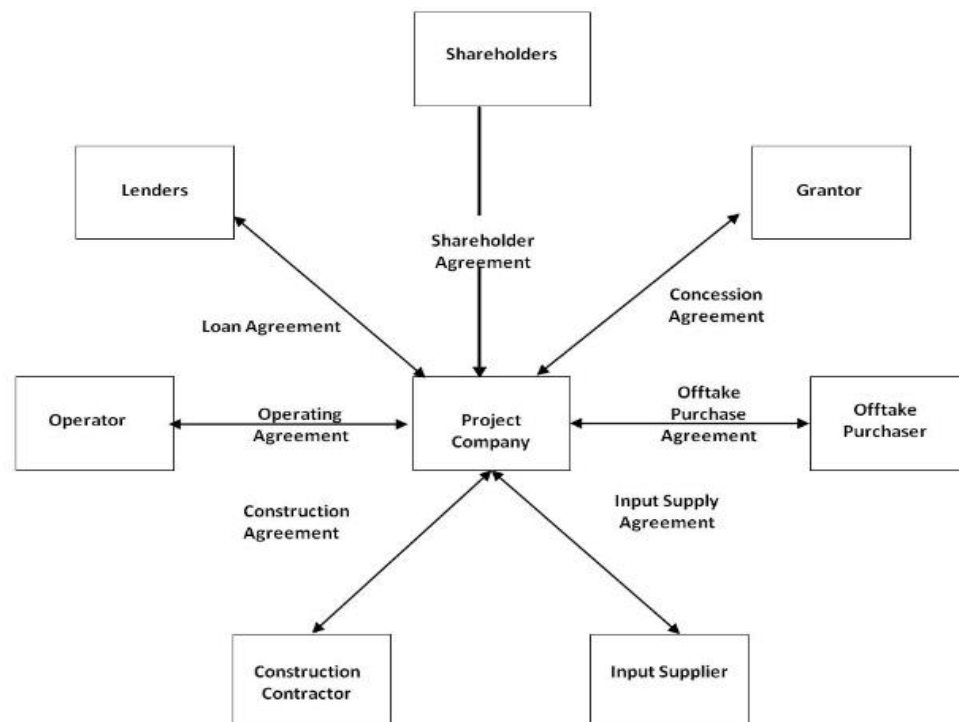 Shareholders
Lenders
Grantor
Shareholder
Agreement
Concession
Agreement
Loan Agreement
Operator
Operating
Agreement
Project
Company
Offtake
Purchase
Agreement
Offtake
Purchaser
Construction
Agreement
Input Supply
Agreement
Construction
Contractor
Input Supplier